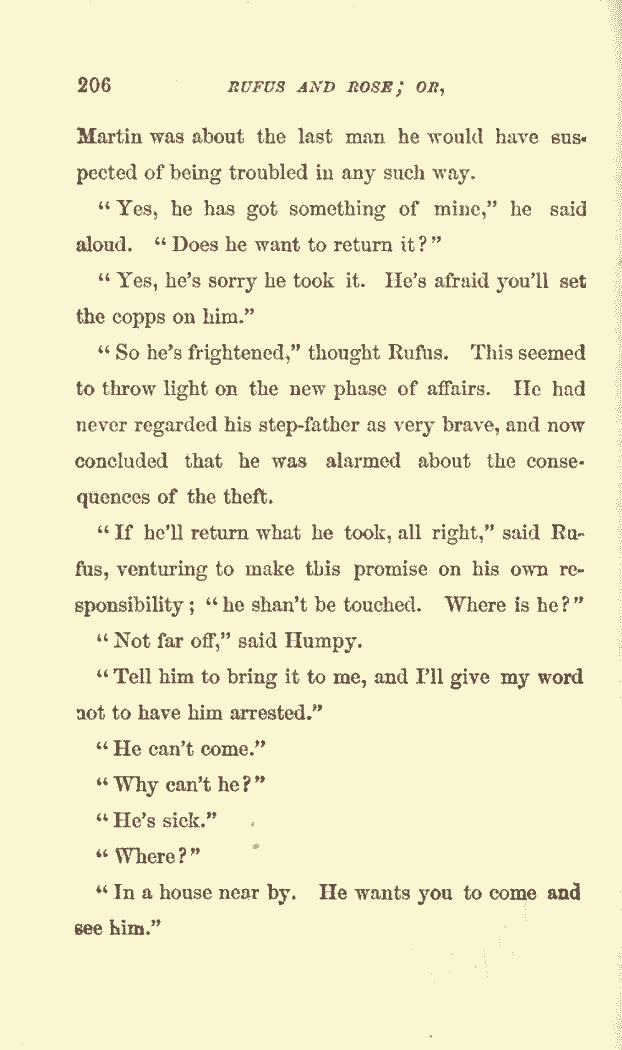 206 RUFUS AND ROSE; OR,
Martin was about the last man he would have sus-
pected of being troubled in any such way.
“Yes, he has got something of mine,” he said
aloud. “Does he want to return it?”
“Yes, he’s sorry he took it. He’s afraid you’ll set
the copps on him.”
“So he’s frightened,” thought Rufus. This seemed
to throw light on the new phase of affairs. He had
never regarded his step-father as very brave, and now
concluded that he was alarmed about the conse-
quences of the theft.
“If he’ll return what he took, all right,” said Ru-
fus, venturing to make this promise on his own re-
sponsibility; “he shan’t be touched. Where is he?”
“Not far off,” said Humpy.
“Tell him to bring it to me, and I’ll give my word
not to have him arrested.”
“He can’t come.”
“Why can’t he?”
“He’s sick.”
“Where?”
“In a house near by. He wants you to come and
see him.”